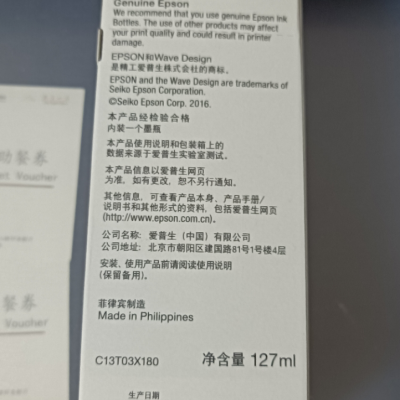 Genuine Epson
We recommend that you use genuine Epson Ink
Bottles. The use of other products may affect
your print quality and could result in printer
damage.
EPSON和Wave Design
是精工爱普生株式会社的商标。
EPSON and the Wave Design are trademarks of
Seiko Epson Corporation.
©Seiko Epson Corp. 2016.
本产品经检验合格
内装一个墨瓶
本产品使用说明和包装箱上的
数据来源于爱普生实验室测试。
本产品信息以爱普生网页
为准，如有更改，恕不另行通知。
其他信息，可查看产品本身、产品手册/
说明书和其他形式的资料，包括爱普生网页
(http://www.epson.com.cn)
公司名称：爱普生（中国）有限公司
公司地址：北京市朝阳区建国路81号1号楼4层
安装、使用产品前请阅读使用说明
(保留备用)。
菲律宾制造
Made in Philippines
C13T03X180 净含量 127ml
生产日期
助餐券
Voucher
餐券
Voucher